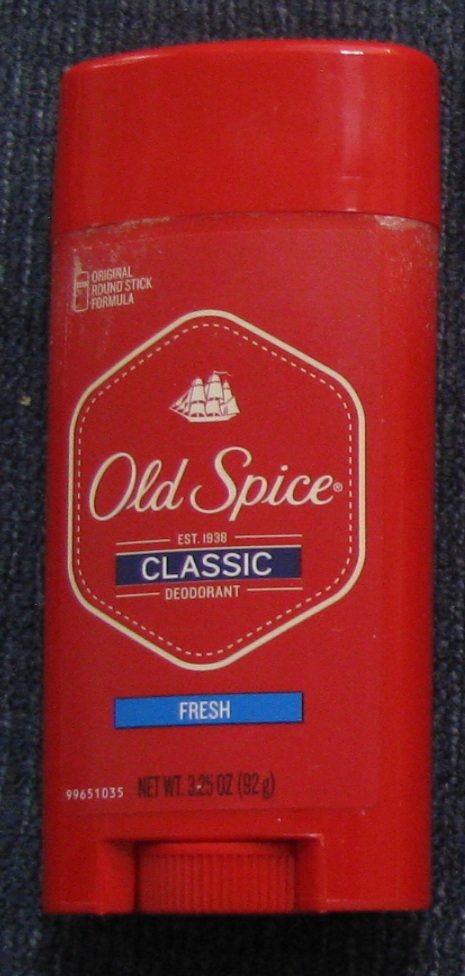 ORIGINAL
ROUND STICK
FORMULA
Old Spice®
EST. 1938
CLASSIC
DEODORANT
FRESH
99651035 NET WT. 3.25 OZ (92 g)